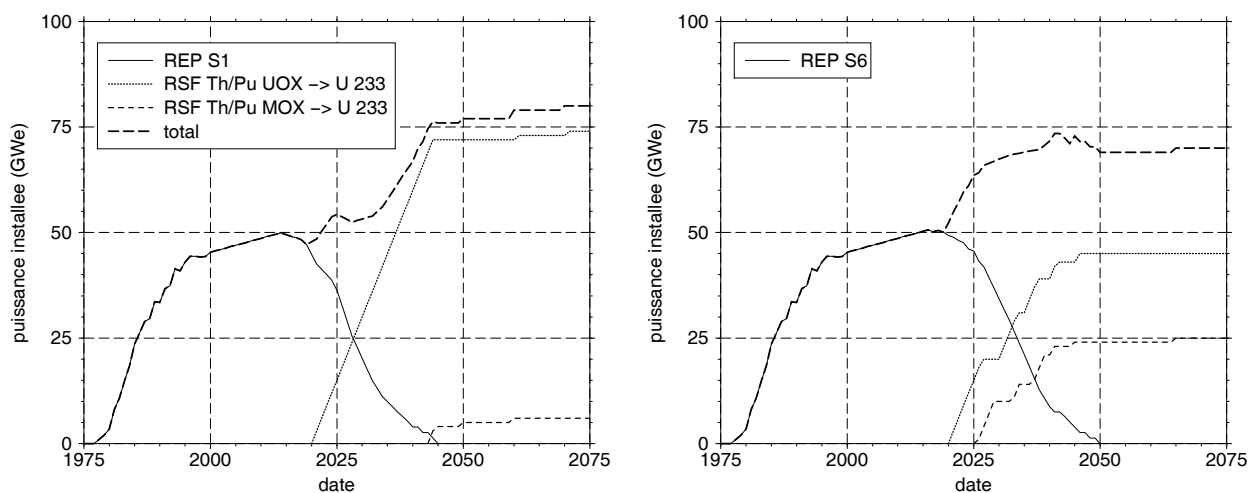 100
75
50
25
0
puissance installee (GWe)
REP S1
RSF Th/Pu UOX −> U 233
RSF Th/Pu MOX −> U 233
total
1975 2000 2025 2050 2075
date
100
75
50
25
0
puissance installee (GWe)
REP S6
1975 2000 2025 2050 2075
date